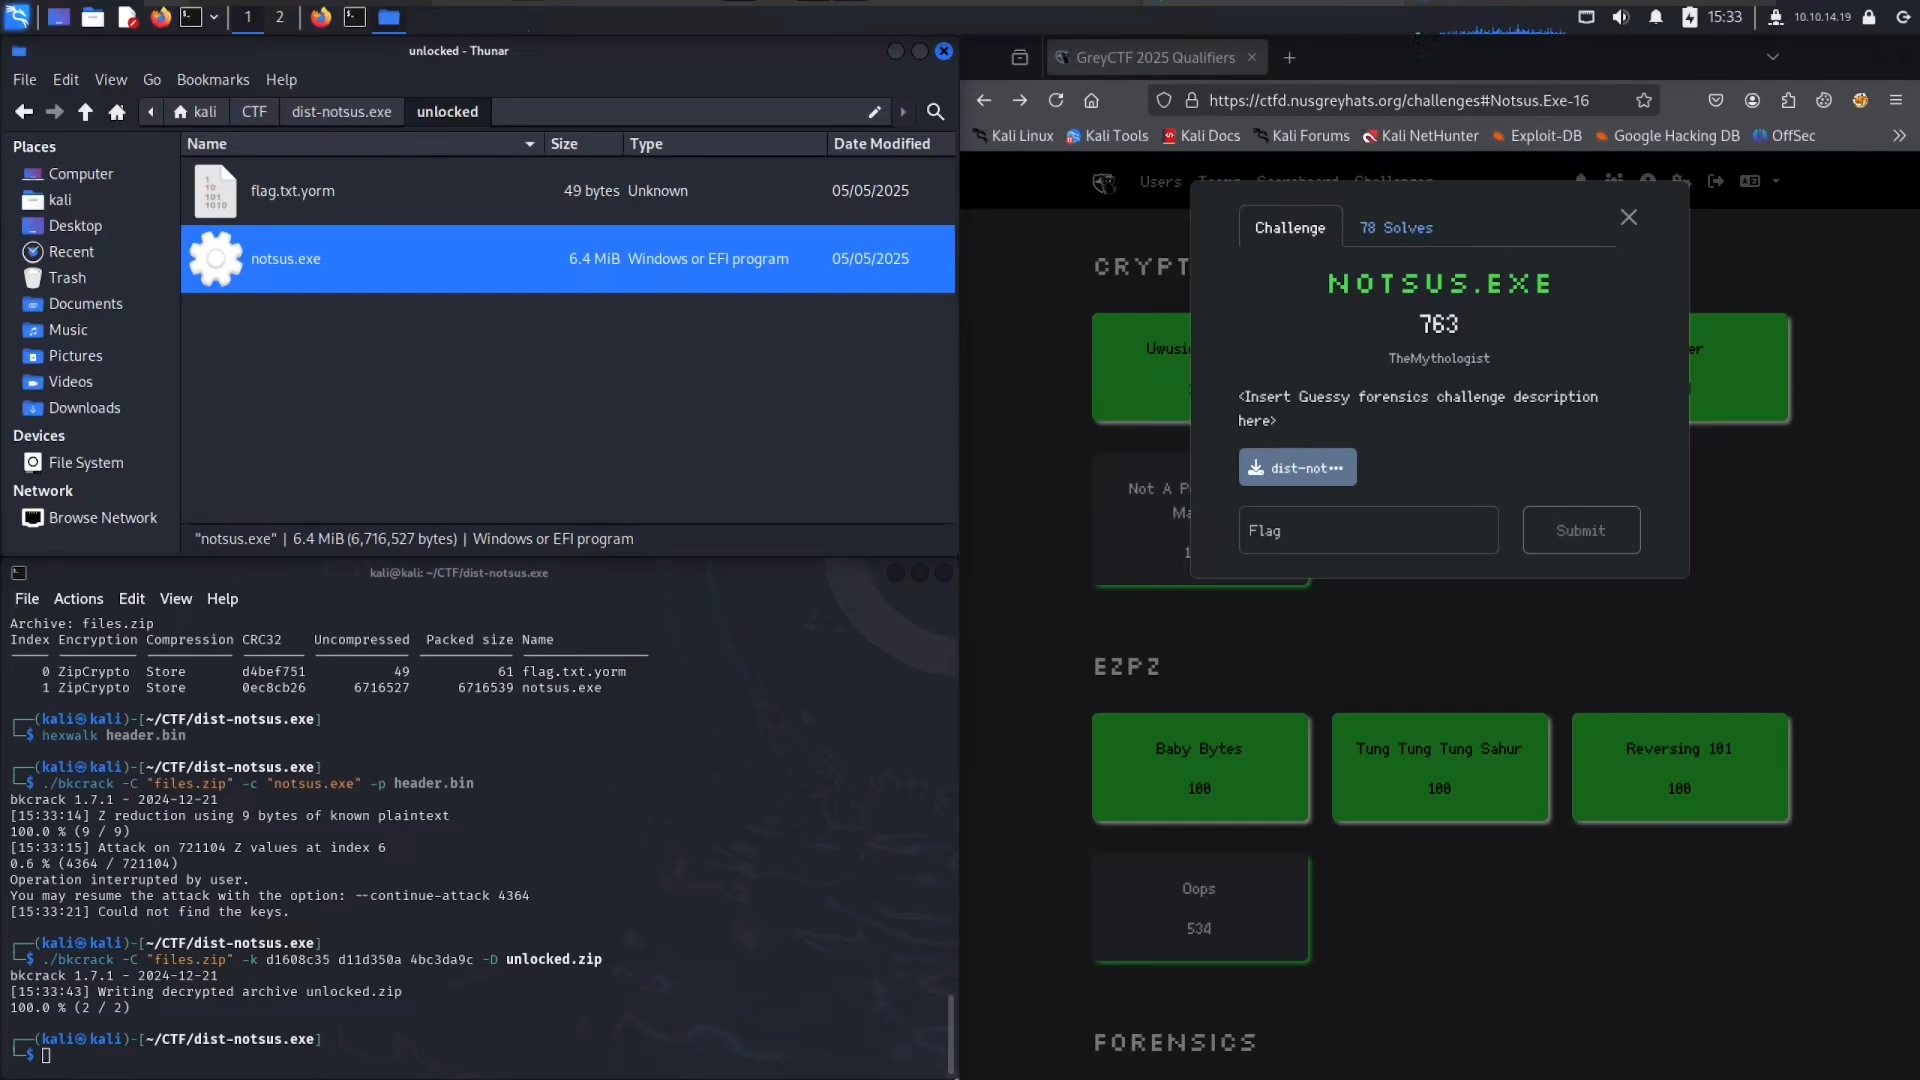 1
2
15:33
10.10.14.19
unlocked - Thunar
File Edit View Go Bookmarks Help
kali
CTF
dist-notsus.exe
unlocked
Places
Computer
kali
Desktop
Recent
Trash
Documents
Music
Pictures
Videos
Downloads
Devices
File System
Network
Browse Network
Name Size Type Date Modified
flag.txt.yorm 49 bytes Unknown 05/05/2025
notsus.exe 6.4 MiB Windows or EFI program 05/05/2025
"notsus.exe" | 6.4 MiB (6,716,527 bytes) | Windows or EFI program
kali@kali: ~/CTF/dist-notsus.exe
File Actions Edit View Help
Archive: files.zip
Index Encryption Compression CRC32 Uncompressed Packed size Name
0 ZipCrypto Store d4bef751 49 61 flag.txt.yorm
1 ZipCrypto Store 0ec8cb26 6716527 6716539 notsus.exe
(kali㉿kali)-[~/CTF/dist-notsus.exe]
$ hexwalk header.bin
(kali㉿kali)-[~/CTF/dist-notsus.exe]
$ ./bkcrack -C "files.zip" -c "notsus.exe" -p header.bin
bkcrack 1.7.1 - 2024-12-21
[15:33:14] Z reduction using 9 bytes of known plaintext
100.0 % (9 / 9)
[15:33:15] Attack on 721104 Z values at index 6
0.6 % (4364 / 721104)
Operation interrupted by user.
You may resume the attack with the option: --continue-attack 4364
[15:33:21] Could not find the keys.
(kali㉿kali)-[~/CTF/dist-notsus.exe]
$ ./bkcrack -C "files.zip" -k d1608c35 d11d350a 4bc3da9c -D unlocked.zip
bkcrack 1.7.1 - 2024-12-21
[15:33:43] Writing decrypted archive unlocked.zip
100.0 % (2 / 2)
(kali㉿kali)-[~/CTF/dist-notsus.exe]
$
GreyCTF 2025 Qualifiers
https://ctfd.nusgreyhats.org/challenges#Notsus.Exe-16
Kali Linux Kali Tools Kali Docs Kali Forums Kali NetHunter Exploit-DB Google Hacking DB OffSec
Users
Challenge
78 Solves
NOTSUS.EXE
763
TheMythologist
<Insert Guessy forensics challenge description
here>
dist-not...
Flag
Submit
CRYPT
Uwusi
er
Not A P
Ma
1
EZPZ
Baby Bytes
100
Tung Tung Tung Sahur
100
Reversing 101
100
Oops
534
FORENSICS